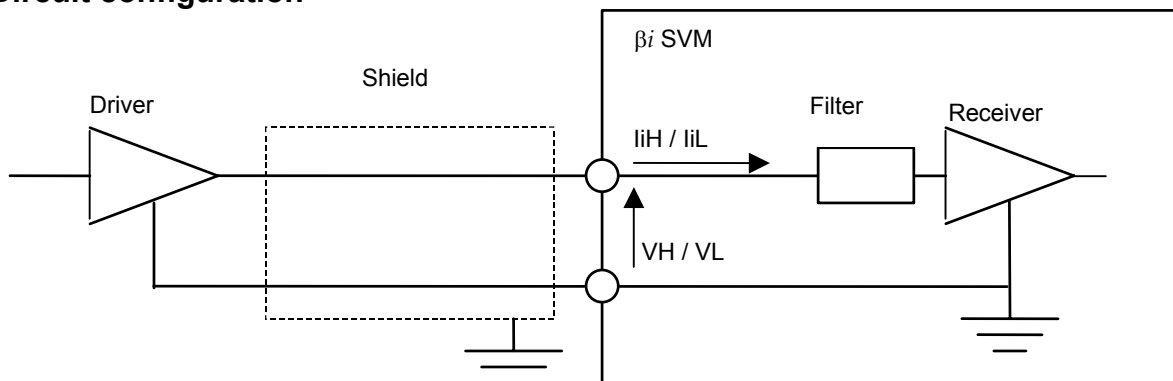 Circuit configuration
βi SVM
Shield
Driver
Filter
Receiver
IiH / IiL
VH / VL